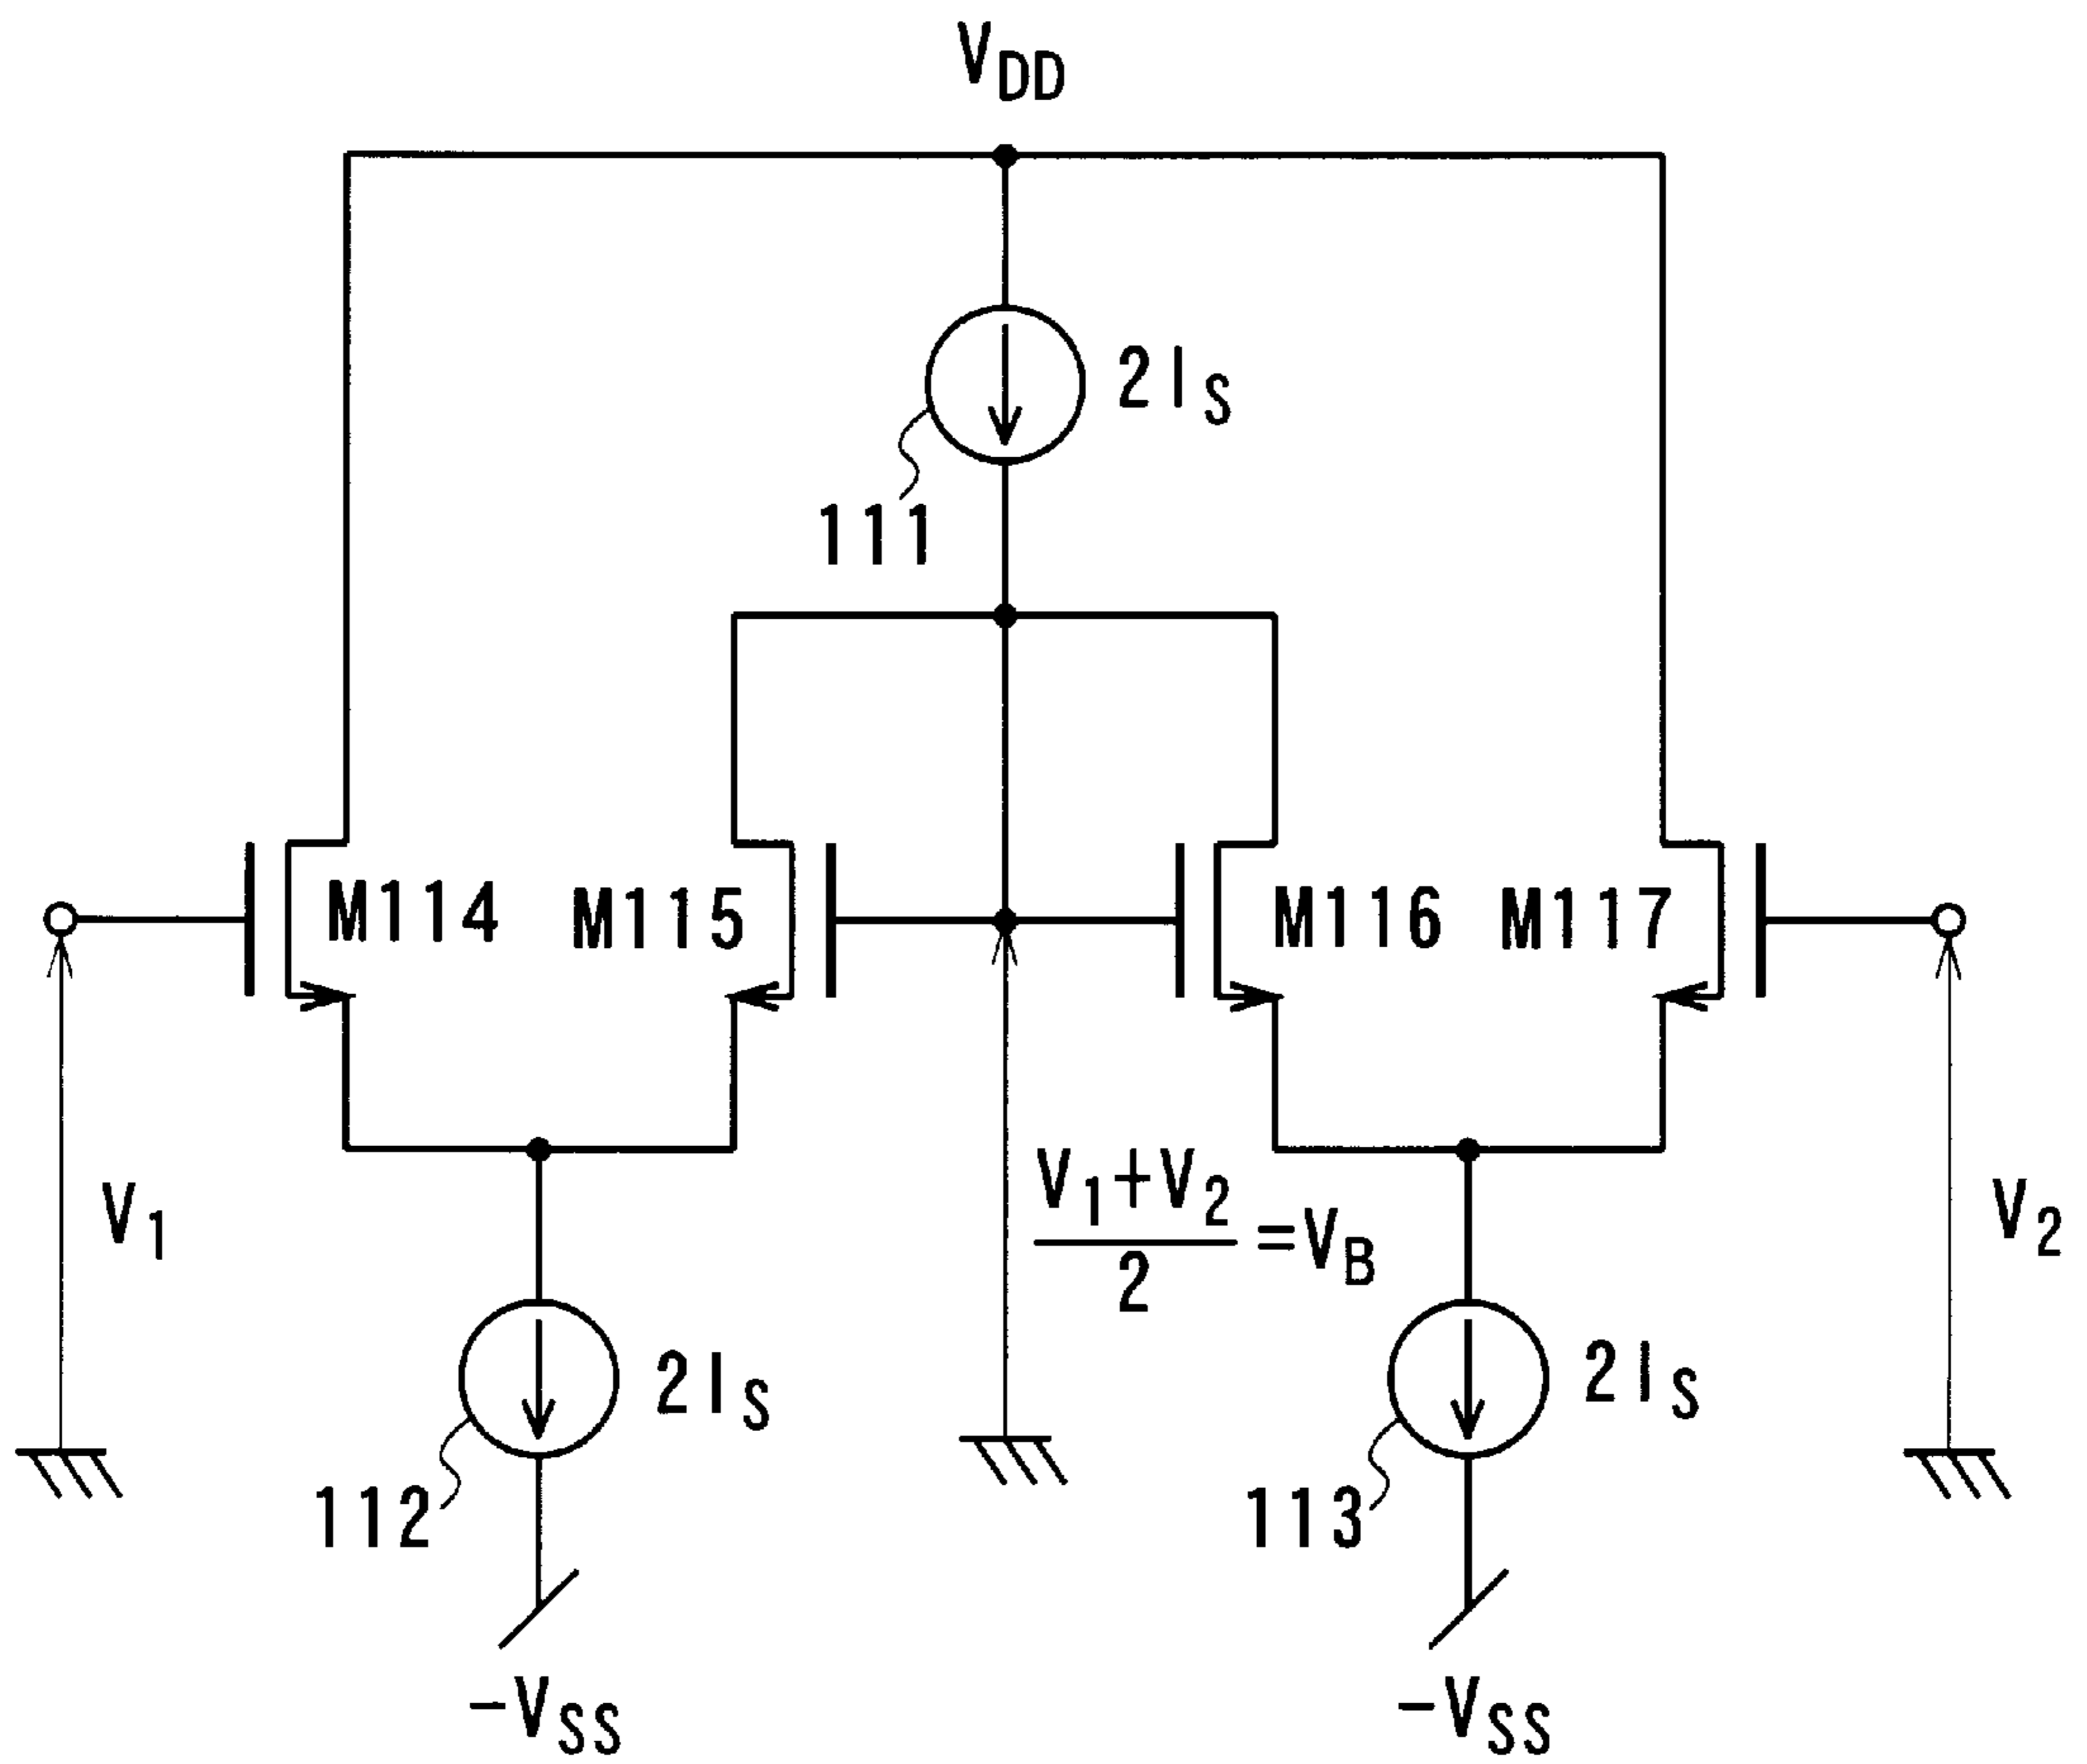 V_DD
2I_S
111
M114 M115 M116 M117
V_1
(V_1+V_2)/2 =V_B
V_2
2I_S
2I_S
112
113
-V_SS
-V_SS